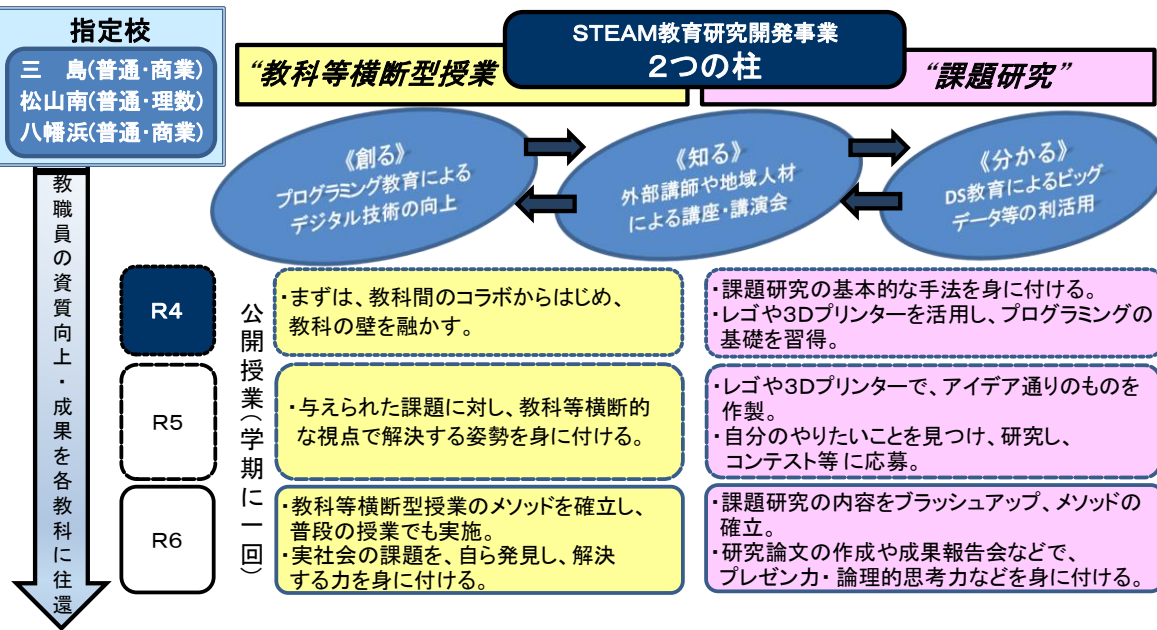 指定校
三　島(普通・商業)
松山南(普通・理数)
八幡浜(普通・商業)
STEAM教育研究開発事業
2つの柱
“教科等横断型授業
“課題研究”
《創る》
プログラミング教育による
デジタル技術の向上
《知る》
外部講師や地域人材
による講座・講演会
《分かる》
DS教育によるビッグ
データ等の利活用
教職員の資質向上・成果を各教科に往還
公開授業(学期に一回)
R4
・まずは、教科間のコラボからはじめ、
教科の壁を融かす。
・課題研究の基本的な手法を身に付ける。
・レゴや3Dプリンターを活用し、プログラミングの
基礎を習得。
R5
・与えられた課題に対し、教科等横断的
な視点で解決する姿勢を身に付ける。
・レゴや3Dプリンターで、アイデア通りのものを
作製。
・自分のやりたいことを見つけ、研究し、
コンテスト等に応募。
R6
・教科等横断型授業のメソッドを確立し、
普段の授業でも実施。
・実社会の課題を、自ら発見し、解決
する力を身に付ける。
・課題研究の内容をブラッシュアップ、メソッドの
確立。
・研究論文の作成や成果報告会などで、
プレゼン力・論理的思考力などを身に付ける。